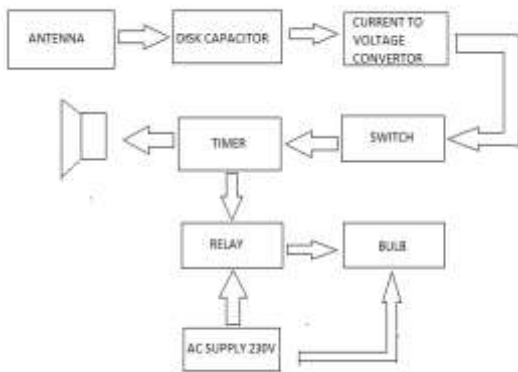 ANTENNA
DISK CAPACITOR
CURRENT TO
VOLTAGE
CONVERTOR
TIMER
SWITCH
RELAY
BULB
AC SUPPLY 230V